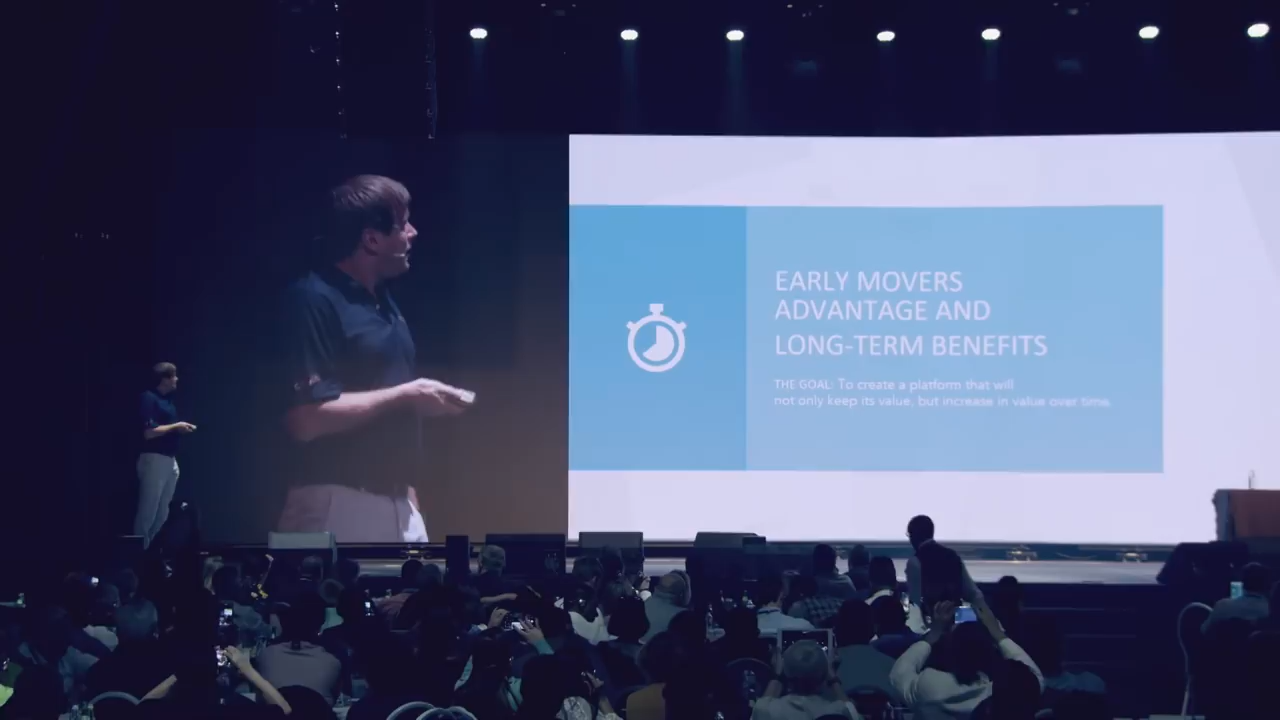 EARLY MOVERS
ADVANTAGE AND
LONG-TERM BENEFITS
THE GOAL: To create a platform that will
not only keep its value, but increase in value over time.